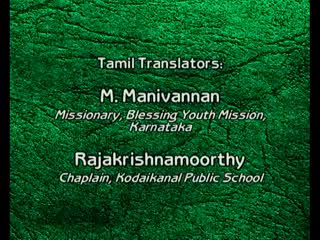 Tamil Translators:
M. Manivannan
Missionary, Blessing Youth Mission,
Karnataka
Rajakrishnamoorthy
Chaplain, Kodaikanal Public School